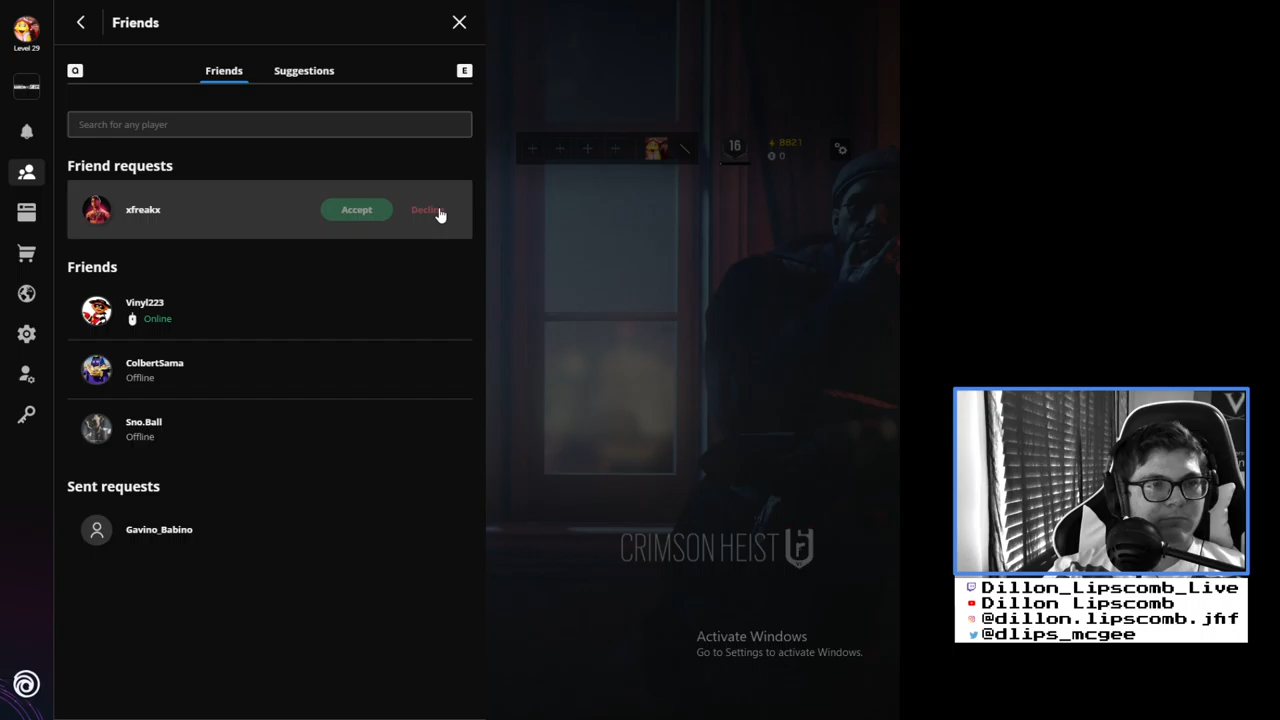 Level 29
Friends
Q
Friends
Suggestions
E
Search for any player
Friend requests
xfreakx
Accept
Vinyl223
Online
ColbertSama
Offline
Sno.Ball
Offline
Friends
Sent requests
Gavino_Babino
16
8821
0
CRIMSON HEIST
Activate Windows
Go to Settings to activate Windows.
Dillon_Lipscomb_Live
Dillon Lipscomb
@dillon.lipscomb.jfif
@dlips_mcgee